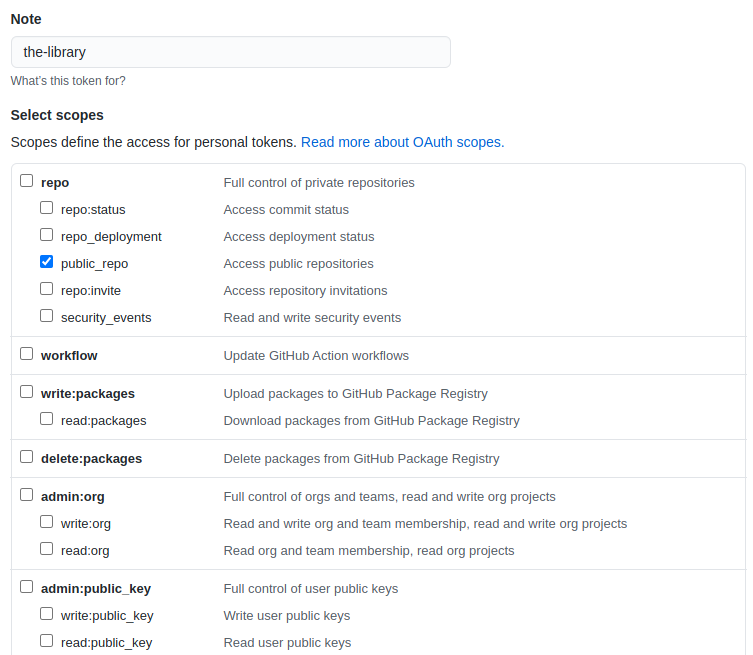 Note
the-library
What's this token for?
Select scopes
Scopes define the access for personal tokens. Read more about OAuth scopes.
repo Full control of private repositories
repo:status Access commit status
repo_deployment Access deployment status
public_repo Access public repositories
repo:invite Access repository invitations
security_events Read and write security events
workflow Update GitHub Action workflows
write:packages Upload packages to GitHub Package Registry
read:packages Download packages from GitHub Package Registry
delete:packages Delete packages from GitHub Package Registry
admin:org Full control of orgs and teams, read and write org projects
write:org Read and write org and team membership, read and write org projects
read:org Read org and team membership, read org projects
admin:public_key Full control of user public keys
write:public_key Write user public keys
read:public_key Read user public keys